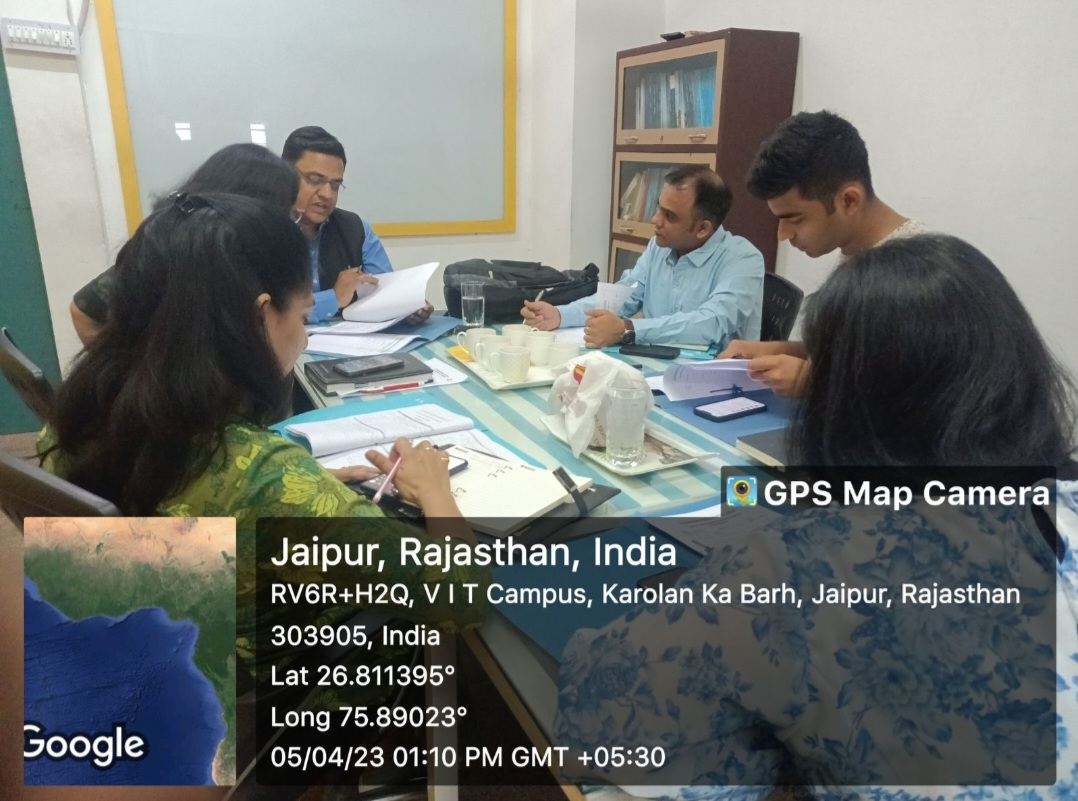 GPS Map Camera
Jaipur, Rajasthan, India
RV6R+H2Q, V I T Campus, Karolan Ka Barh, Jaipur, Rajasthan
303905, India
Lat 26.811395°
Long 75.89023°
05/04/23 01:10 PM GMT +05:30
Google